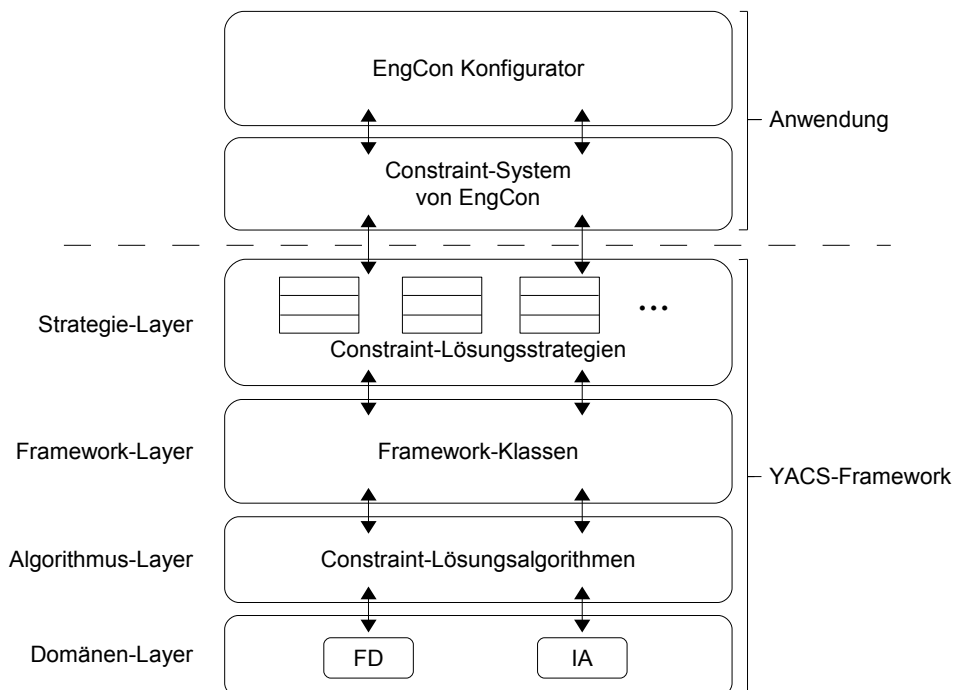 EngCon Konfigurator
Anwendung
Constraint-System
von EngCon
Strategie-Layer
...
Constraint-Lösungsstrategien
Framework-Layer
Framework-Klassen
YACS-Framework
Algorithmus-Layer
Constraint-Lösungsalgorithmen
Domänen-Layer
FD
IA